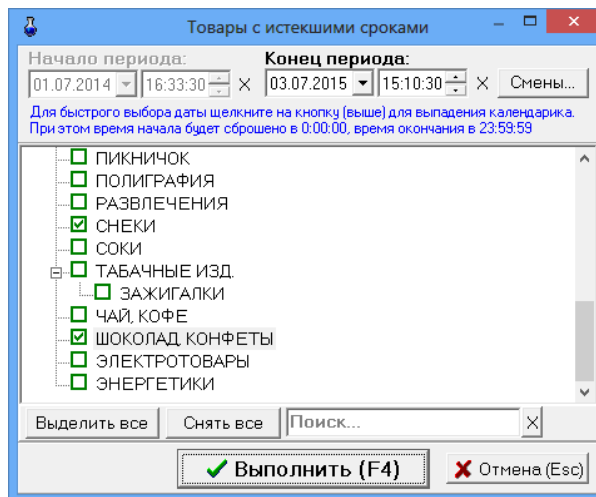 Товары с истекшими сроками
Начало периода: Конец периода:
01.07.2014 16:33:30 X 03.07.2015 15:10:30 X Смены...
Для быстрого выбора даты щелкните на кнопку (выше) для выпадения календарика.
При этом время начала будет сброшено в 0:00:00, время окончания в 23:59:59
ПИКНИЧОК
ПОЛИГРАФИЯ
РАЗВЛЕЧЕНИЯ
СНЕКИ
СОКИ
ТАБАЧНЫЕ ИЗД.
ЗАЖИГАЛКИ
ЧАЙ, КОФЕ
ШОКОЛАД, КОНФЕТЫ
ЭЛЕКТРОТОВАРЫ
ЭНЕРГЕТИКИ
Выделить все Снять все Поиск... X
Выполнить (F4) Отмена (Esc)